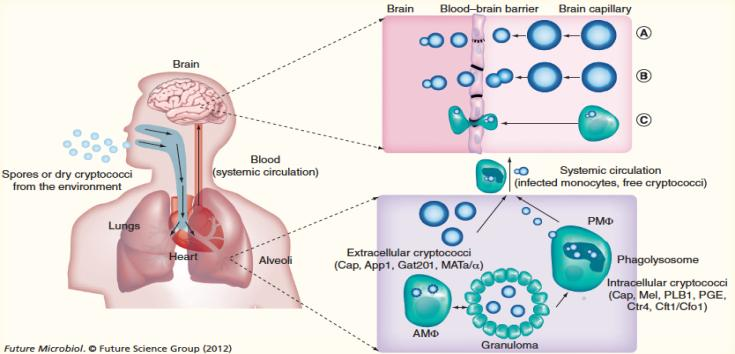 Brain
Blood–brain barrier
Brain capillary
A
B
C
Brain
Spores or dry cryptococci
from the environment
Blood
(systemic circulation)
Lungs
Heart
Alveoli
Systemic circulation
(infected monocytes, free cryptococci)
Extracellular cryptococci
(Cap, App1, Gat201, MATa/α)
PMΦ
Phagolysosome
Intracellular cryptococci
(Cap, Mel, PLB1, PGE,
Ctr4, Cft1/Cfo1)
AMΦ
Granuloma
Future Microbiol. © Future Science Group (2012)